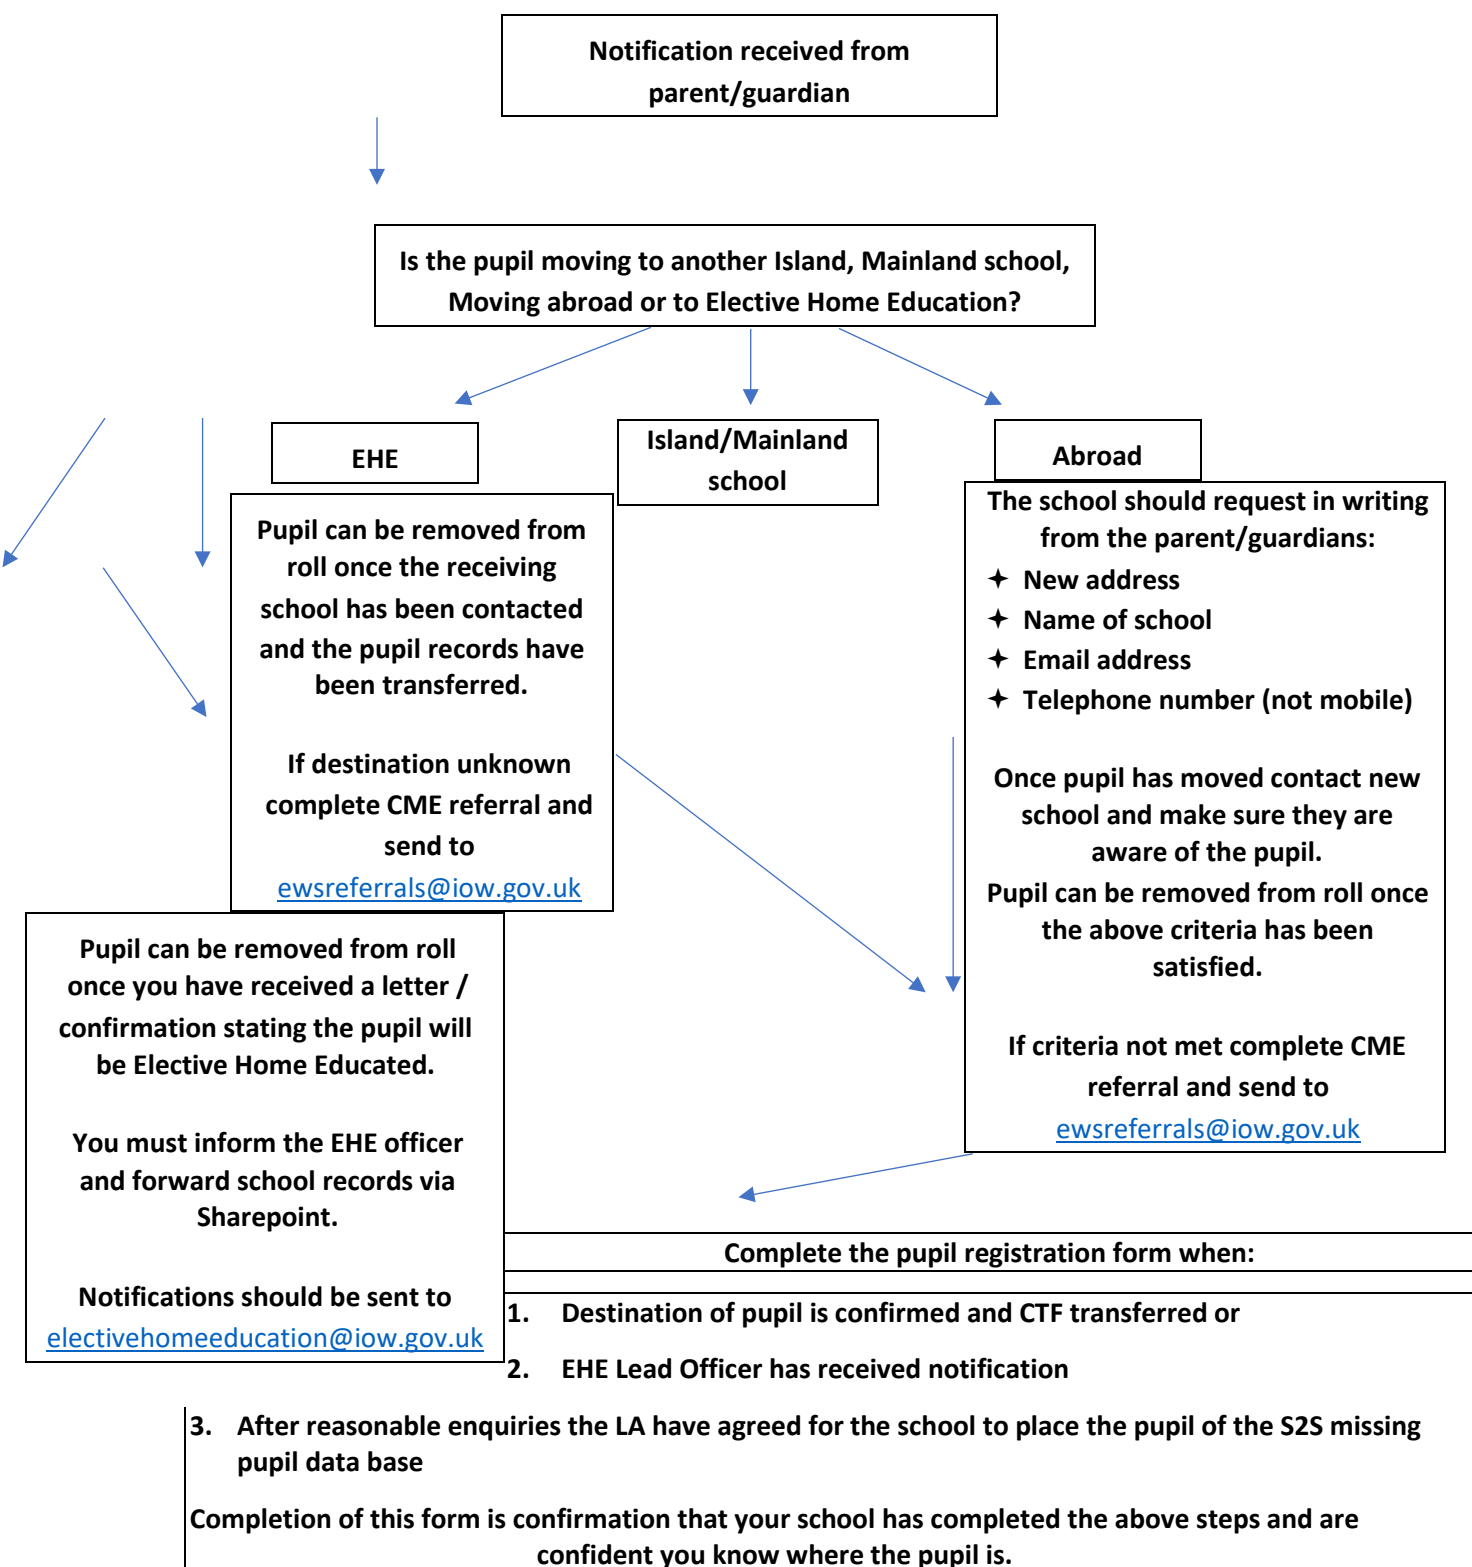 Notification received from
parent/guardian
Is the pupil moving to another Island, Mainland school,
Moving abroad or to Elective Home Education?
EHE
Island/Mainland
school
Abroad
Pupil can be removed from
roll once the receiving
school has been contacted
and the pupil records have
been transferred.
If destination unknown
complete CME referral and
send to
ewsreferrals@iow.gov.uk
The school should request in writing
from the parent/guardians:
New address
Name of school
Email address
Telephone number (not mobile)
Once pupil has moved contact new
school and make sure they are
aware of the pupil.
Pupil can be removed from roll once
the above criteria has been
satisfied.
If criteria not met complete CME
referral and send to
ewsreferrals@iow.gov.uk
Pupil can be removed from roll
once you have received a letter /
confirmation stating the pupil will
be Elective Home Educated.
You must inform the EHE officer
and forward school records via
Sharepoint.
Notifications should be sent to
electivehomeeducation@iow.gov.uk
Complete the pupil registration form when:
1. Destination of pupil is confirmed and CTF transferred or
2. EHE Lead Officer has received notification
3. After reasonable enquiries the LA have agreed for the school to place the pupil of the S2S missing
pupil data base
Completion of this form is confirmation that your school has completed the above steps and are
confident you know where the pupil is.